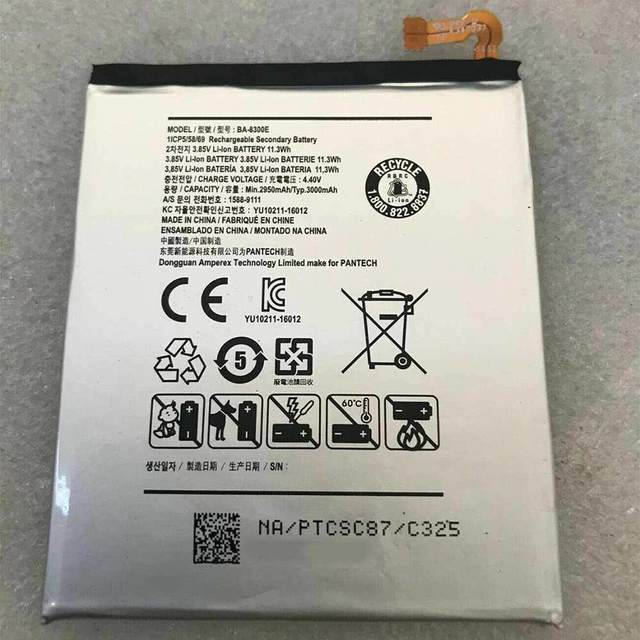 MODEL / 型號 / 型号 : BA-8300E
1ICP5/58/69 Rechargeable Secondary Battery
2차전지 3.85V Li-Ion BATTERY 11.3Wh
3.85V Li-Ion BATTERY 3.85V Li-Ion BATTERIE 11.3Wh
3,85V Li-Ion BATERÍA 3,85V Li-Ion BATERIA 11,3Wh
충전전압 / CHARGE VOLTAGE / 充電電压 : 4.40V
용량 / CAPACITY / 容量 : Min.2950mAh/Typ.3000mAh
A/S 문의 전화번호 : 1588-9111
KC 자율안전확인신고번호 : YU10211-16012
MADE IN CHINA / FABRIQUÉ EN CHINE
ENSAMBLADO EN CHINA / MONTADO NA CHINA
中國製造/中国制造
东莞新能源科技有限公司为PANTECH制造
Dongguan Amperex Technology Limited make for PANTECH
RECYCLE
RBRC
Li-ion
1.800.822.8837
CE
KC
YU10211-16012
5
廢電池請回收
60°C
생산일자 / 製造日期 / 生产日期 / S/N :
NA/PTCSC87/C325